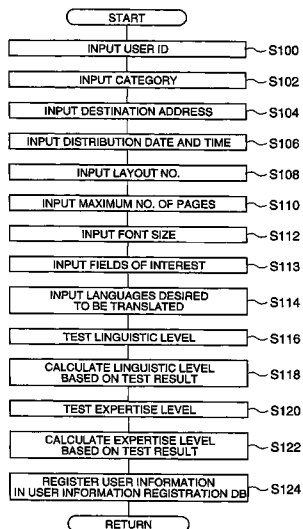 START
INPUT USER ID
S100
INPUT CATEGORY
S102
INPUT DESTINATION ADDRESS
S104
INPUT DISTRIBUTION DATE AND TIME
S106
INPUT LAYOUT NO.
S108
INPUT MAXIMUM NO. OF PAGES
S110
INPUT FONT SIZE
S112
INPUT FIELDS OF INTEREST
S113
INPUT LANGUAGES DESIRED
TO BE TRANSLATED
S114
TEST LINGUISTIC LEVEL
S116
CALCULATE LINGUISTIC LEVEL
BASED ON TEST RESULT
S118
TEST EXPERTISE LEVEL
S120
CALCULATE EXPERTISE LEVEL
BASED ON TEST RESULT
S122
REGISTER USER INFORMATION
IN USER INFORMATION REGISTRATION DB
S124
RETURN